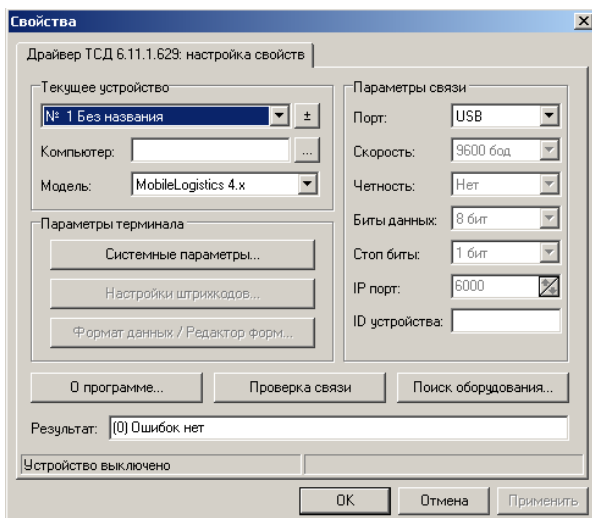 Свойства
Драйвер ТСД 6.11.1.629: настройка свойств
Текущее устройство
№ 1 Без названия
±
Компьютер:
...
Модель:
MobileLogistics 4.x
Параметры терминала
Системные параметры...
Настройки штрихкодов...
Формат данных / Редактор форм...
Параметры связи
Порт:
USB
Скорость:
9600 бод
Четность:
Нет
Биты данных:
8 бит
Стоп биты:
1 бит
IP порт:
6000
ID устройства:
О программе...
Проверка связи
Поиск оборудования...
Результат:
(0) Ошибок нет
Устройство выключено
OK
Отмена
Применить